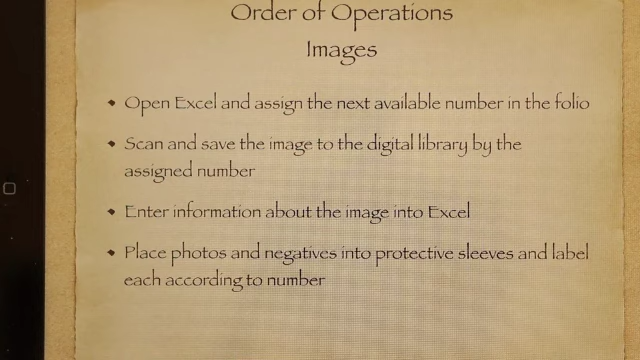 Order of Operations
Images
Open Excel and assign the next available number in the folio
Scan and save the image to the digital library by the
assigned number
Enter information about the image into Excel
Place photos and negatives into protective sleeves and label
each according to number